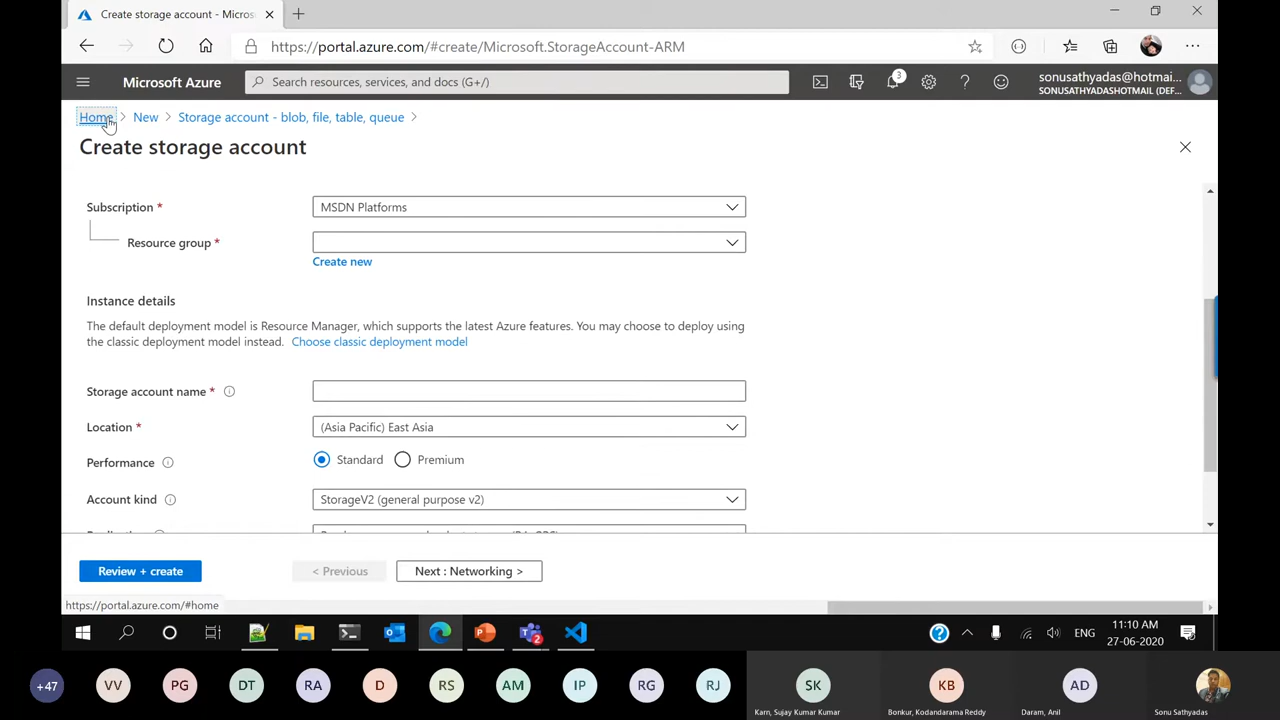 Create storage account - Micros
https://portal.azure.com/#create/Microsoft.StorageAccount-ARM
Microsoft Azure
Search resources, services, and docs (G+/)
3
sonusathyadas@hotmai...
SONUSATHYADASHOTMAIL (DEF...
Home > New > Storage account - blob, file, table, queue >
Create storage account
Subscription *
MSDN Platforms
Resource group *
Create new
Instance details
The default deployment model is Resource Manager, which supports the latest Azure features. You may choose to deploy using
the classic deployment model instead. Choose classic deployment model
Storage account name *
Location *
(Asia Pacific) East Asia
Performance
Standard
Premium
Account kind
StorageV2 (general purpose v2)
Review + create
< Previous
Next : Networking >
https://portal.azure.com/#home
2
ENG
11:10 AM
27-06-2020
+47
VV
PG
DT
RA
D
RS
AM
IP
RG
RJ
SK
KB
AD
Karn, Sujay Kumar Kumar
Bonkur, Kodandarama Reddy
Daram, Anil
Sonu Sathyadas